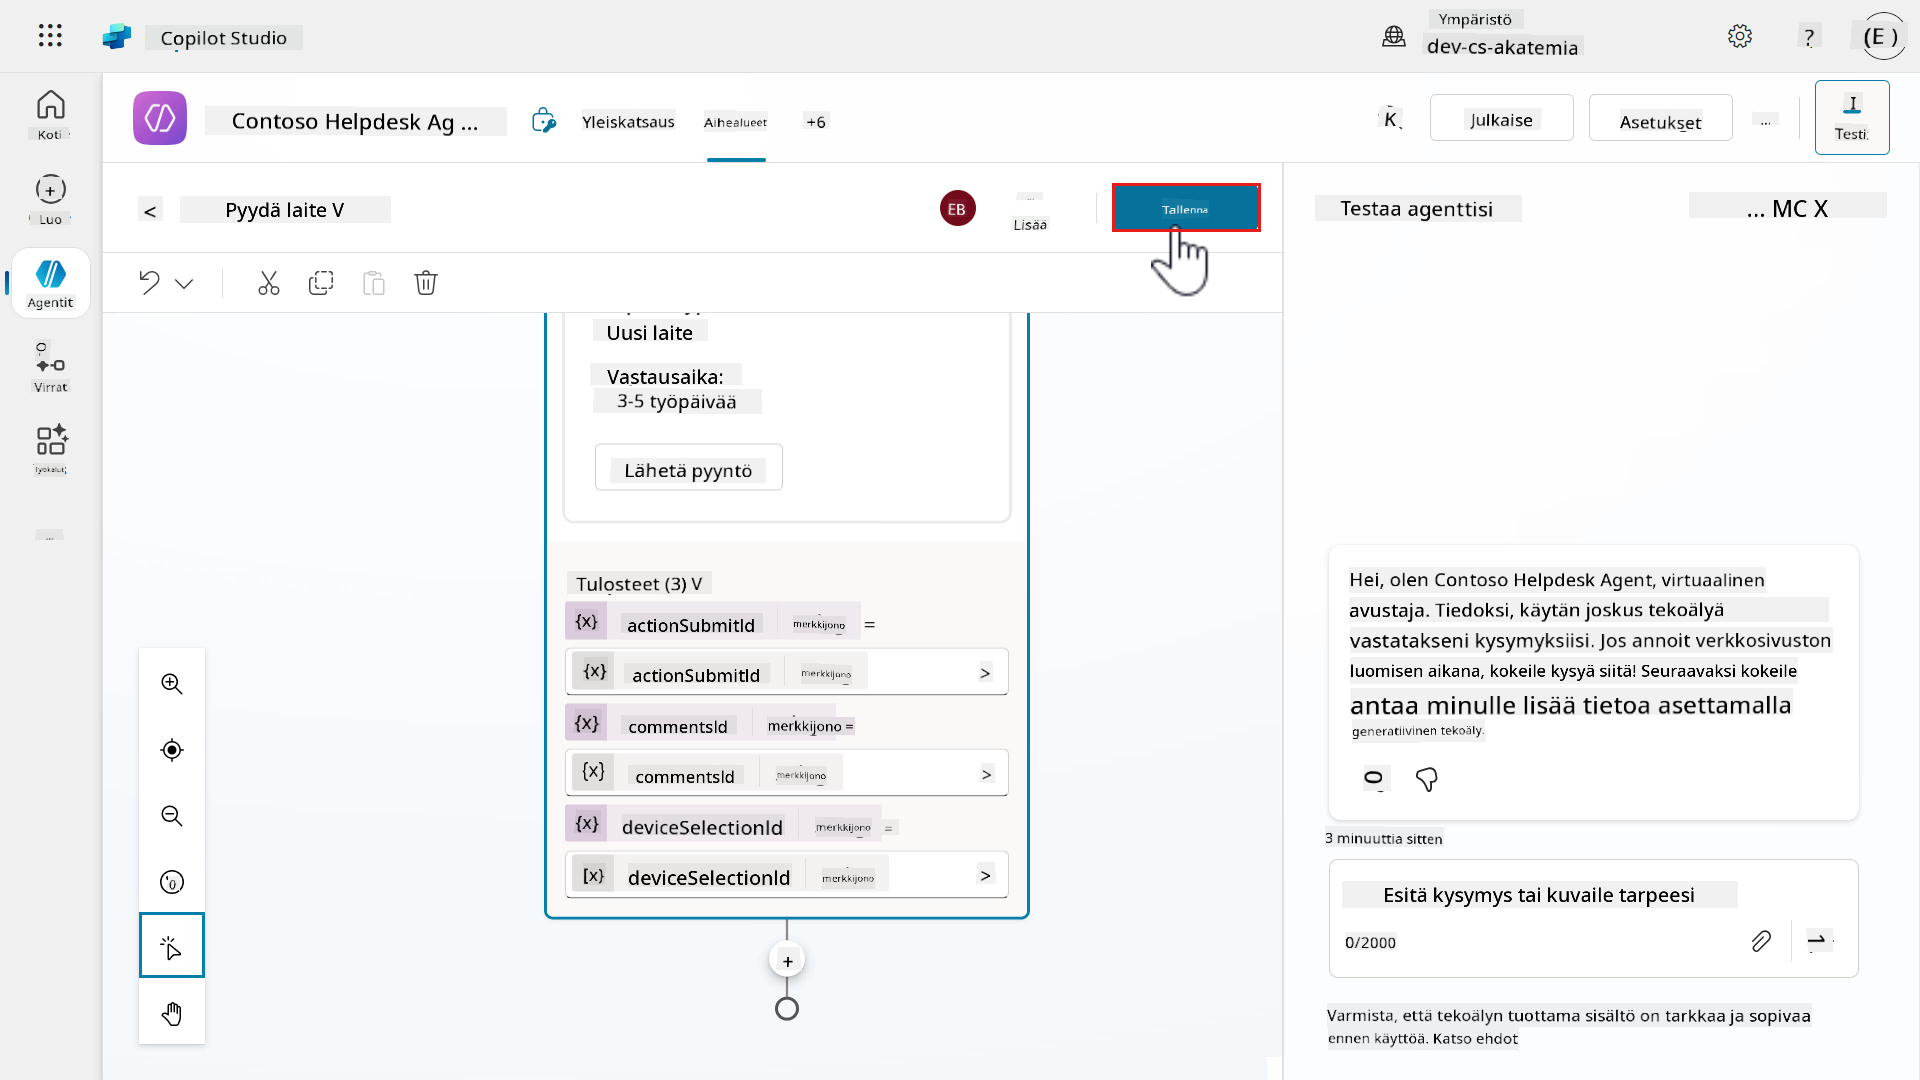 Copilot Studio
Ympäristö
dev-cs-akatemia
?
(E )
Koti
Luo
Agentit
Virrat
Työkalut
Contoso Helpdesk Ag ...
Yleiskatsaus
Aihealueet
+6
K
Julkaise
Asetukset
...
Testi
<
Pyydä laite V
EB
Lisää
Tallenna
Uusi laite
Vastausaika:
3-5 työpäivää
Lähetä pyyntö
Tulosteet (3) V
{x} actionSubmitId merkkijono =
{x} actionSubmitId merkkijono >
{x} commentsId merkkijono =
{x} commentsId merkkijono >
{x} deviceSelectionId merkkijono =
[x} deviceSelectionId merkkijono >
+
Testaa agenttisi
... MC X
Hei, olen Contoso Helpdesk Agent, virtuaalinen
avustaja. Tiedoksi, käytän joskus tekoälyä
vastatakseni kysymyksiisi. Jos annoit verkkosivuston
luomisen aikana, kokeile kysyä siitä! Seuraavaksi kokeile
antaa minulle lisää tietoa asettamalla
generatiivinen tekoäly.
3 minuuttia sitten
Esitä kysymys tai kuvaile tarpeesi
0/2000
Varmista, että tekoälyn tuottama sisältö on tarkkaa ja sopivaa
ennen käyttöä. Katso ehdot